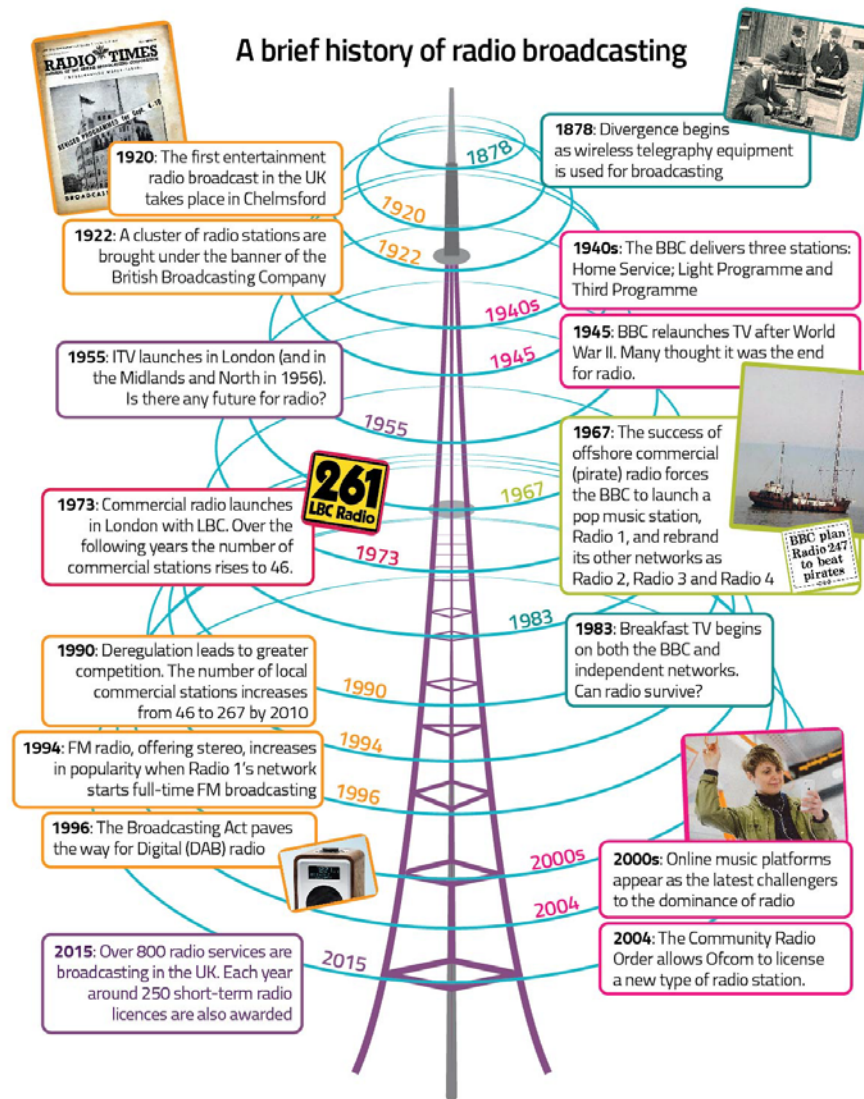 A brief history of radio broadcasting
RADIO TIMES
REVISED PROGRAMMES for Sept. 4-10
1878: Divergence begins
as wireless telegraphy equipment
is used for broadcasting
1878
1920: The first entertainment
radio broadcast in the UK
takes place in Chelmsford
1920
1922: A cluster of radio stations are
brought under the banner of the
British Broadcasting Company
1922
1940s: The BBC delivers three stations:
Home Service; Light Programme and
Third Programme
1940s
1945: BBC relaunches TV after World
War II. Many thought it was the end
for radio.
1945
1955: ITV launches in London (and in
the Midlands and North in 1956).
Is there any future for radio?
1955
1967: The success of
offshore commercial
(pirate) radio forces
the BBC to launch a
pop music station,
Radio 1, and rebrand
its other networks as
Radio 2, Radio 3 and Radio 4
1967
BBC plan
Radio 247
to beat
pirates
261
LBC Radio
1973: Commercial radio launches
in London with LBC. Over the
following years the number of
commercial stations rises to 46.
1973
1983
1983: Breakfast TV begins
on both the BBC and
independent networks.
Can radio survive?
1990: Deregulation leads to greater
competition. The number of local
commercial stations increases
from 46 to 267 by 2010
1990
1994: FM radio, offering stereo, increases
in popularity when Radio 1's network
starts full-time FM broadcasting
1994
1996: The Broadcasting Act paves
the way for Digital (DAB) radio
1996
2000s
2000s: Online music platforms
appear as the latest challengers
to the dominance of radio
2004
2004: The Community Radio
Order allows Ofcom to license
a new type of radio station.
2015: Over 800 radio services are
broadcasting in the UK. Each year
around 250 short-term radio
licences are also awarded
2015